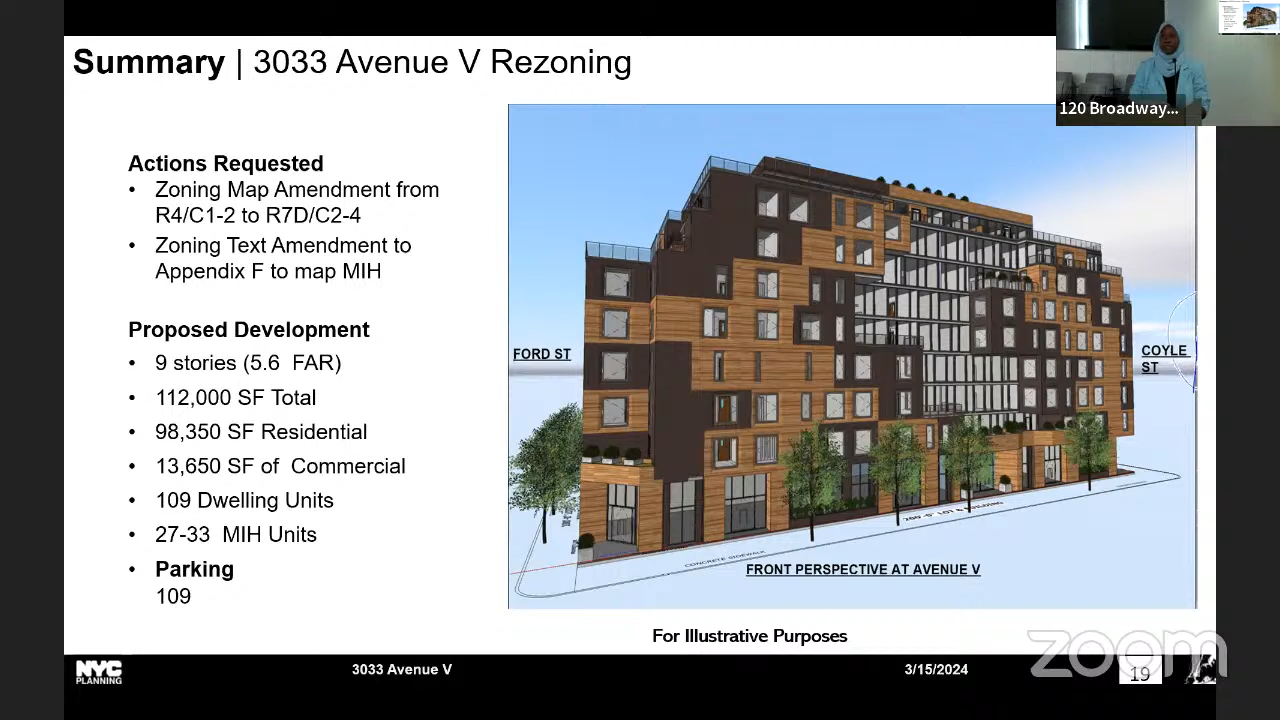 Summary | 3033 Avenue V Rezoning
120 Broadway...
Actions Requested
• Zoning Map Amendment from
R4/C1-2 to R7D/C2-4
• Zoning Text Amendment to
Appendix F to map MIH
Proposed Development
• 9 stories (5.6 FAR)
• 112,000 SF Total
• 98,350 SF Residential
• 13,650 SF of Commercial
• 109 Dwelling Units
• 27-33 MIH Units
• Parking
109
FORD ST
COYLE
ST
CONCRETE SIDEWALK
FRONT PERSPECTIVE AT AVENUE V
For Illustrative Purposes
NYC
PLANNING
3033 Avenue V
3/15/2024
19
zoom